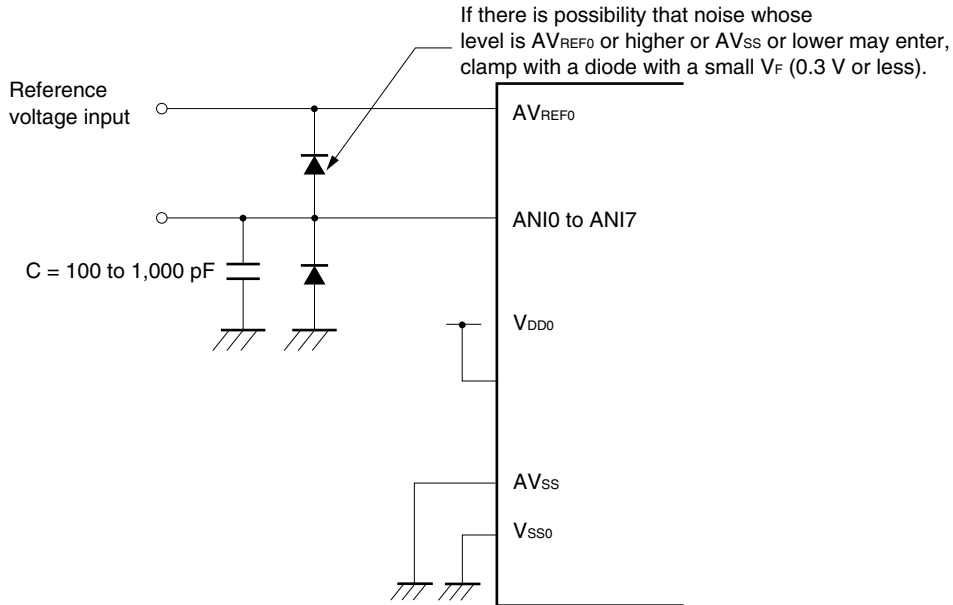 If there is possibility that noise whose
level is AVREF0 or higher or AVSS or lower may enter,
clamp with a diode with a small VF (0.3 V or less).
Reference
voltage input
AVREF0
ANI0 to ANI7
C = 100 to 1,000 pF
VDD0
AVSS
VSS0